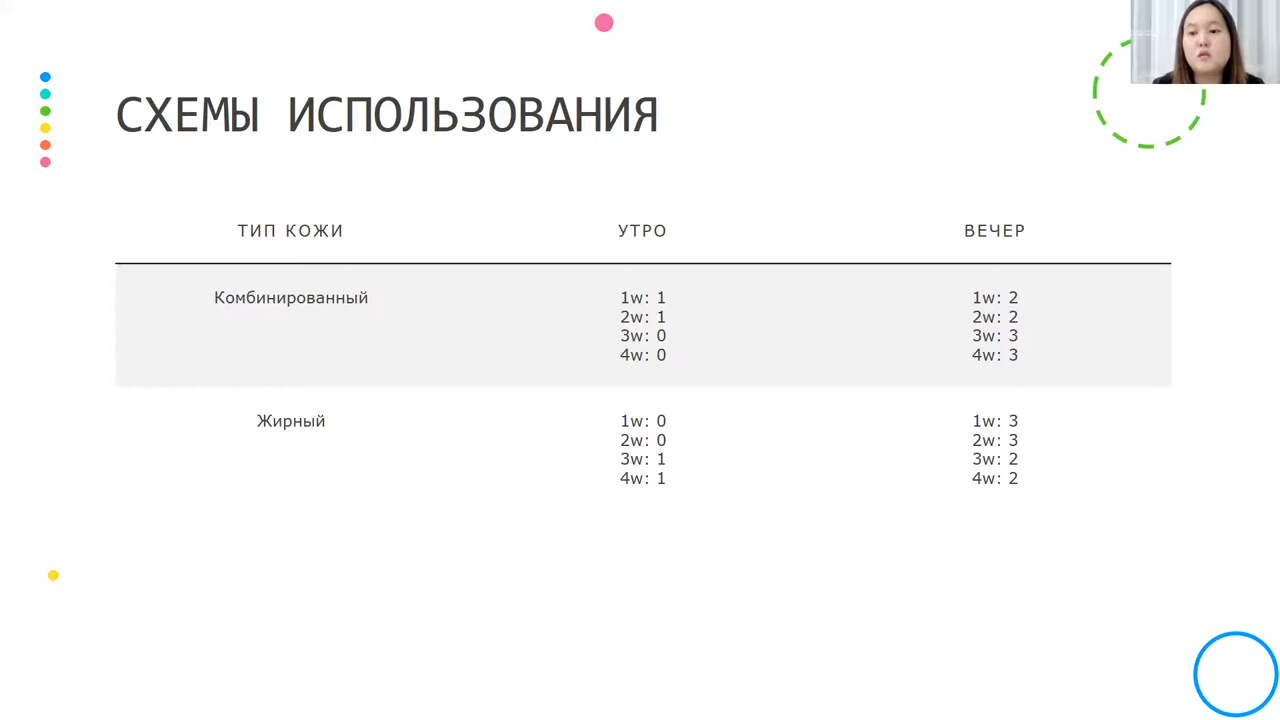 СХЕМЫ ИСПОЛЬЗОВАНИЯ
ТИП КОЖИ УТРО ВЕЧЕР
Комбинированный 1w: 1 1w: 2
2w: 1 2w: 2
3w: 0 3w: 3
4w: 0 4w: 3
Жирный 1w: 0 1w: 3
2w: 0 2w: 3
3w: 1 3w: 2
4w: 1 4w: 2